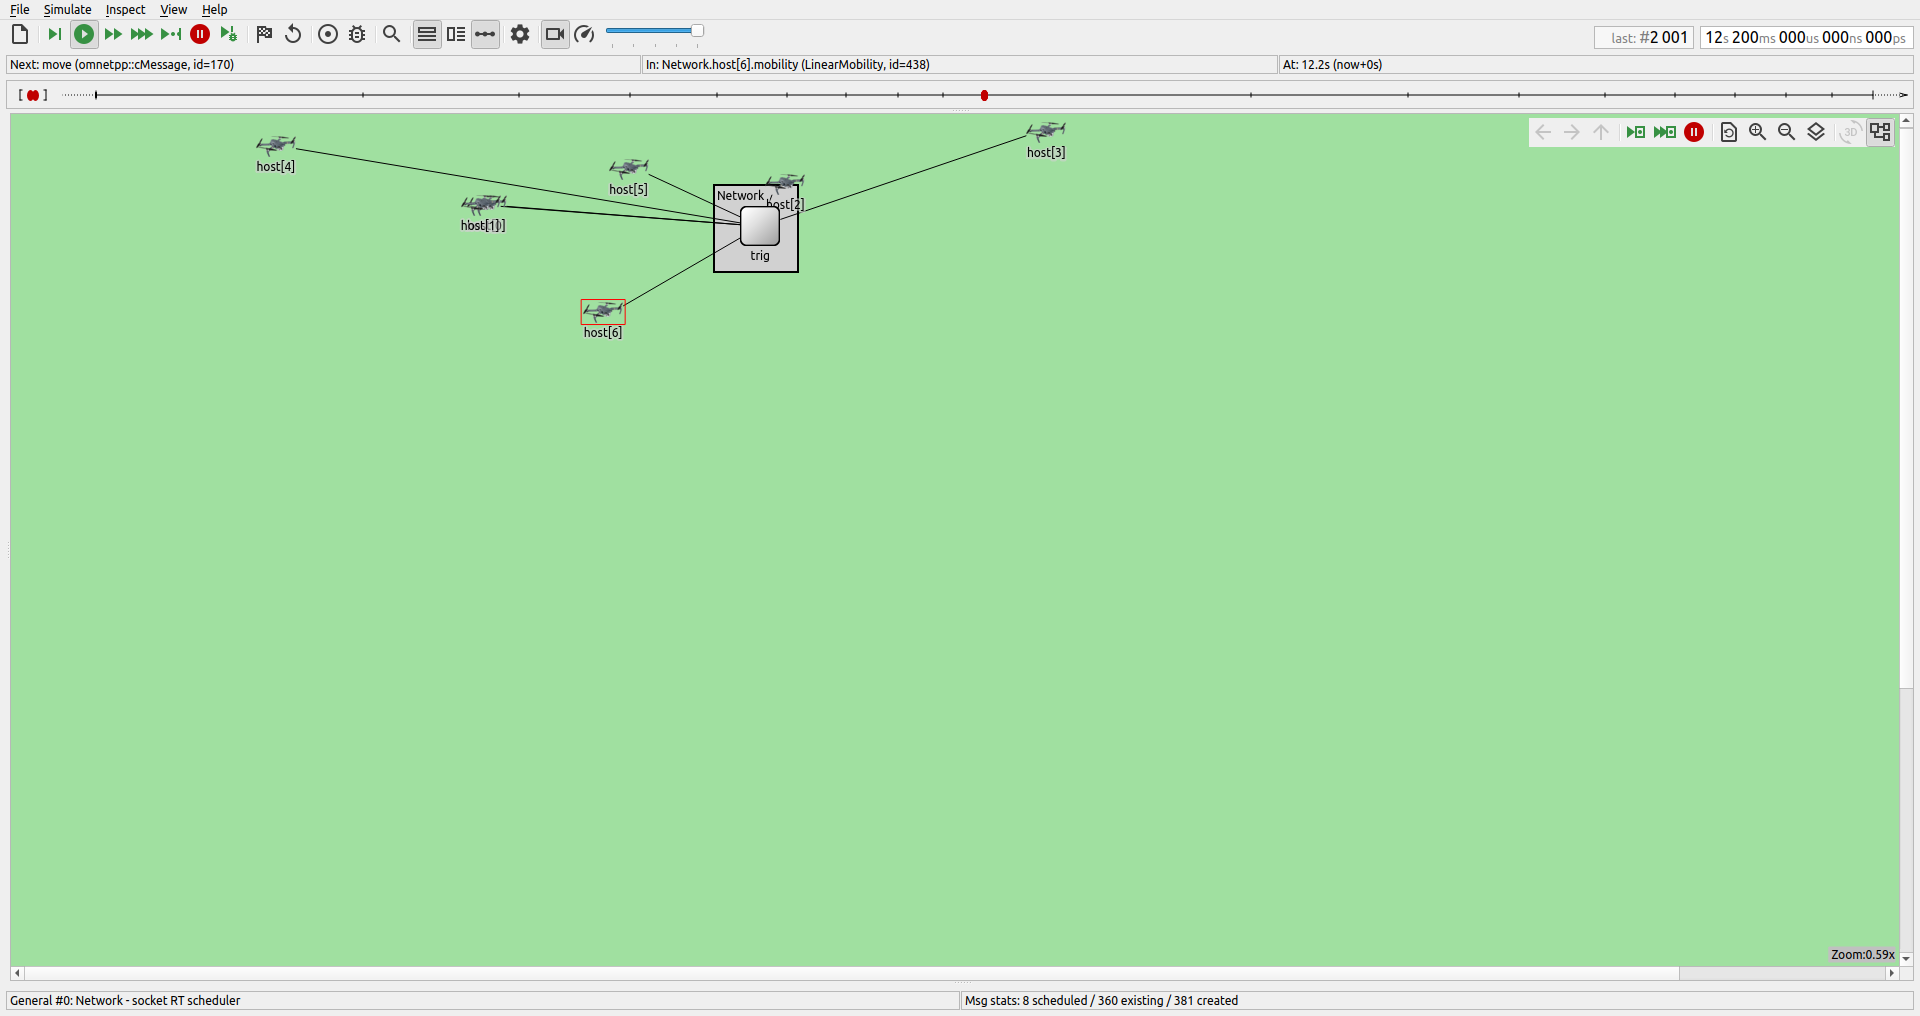 File Simulate Inspect View Help
last: #2 001 12s 200ms 000us 000ns 000ps
Next: move (omnetpp::cMessage, id=170) In: Network.host[6].mobility (LinearMobility, id=438) At: 12.2s (now+0s)
host[4]
host[3]
3D
host[5]
Network
host[2]
host[1]
trig
host[6]
Zoom:0.59x
General #0: Network - socket RT scheduler Msg stats: 8 scheduled / 360 existing / 381 created